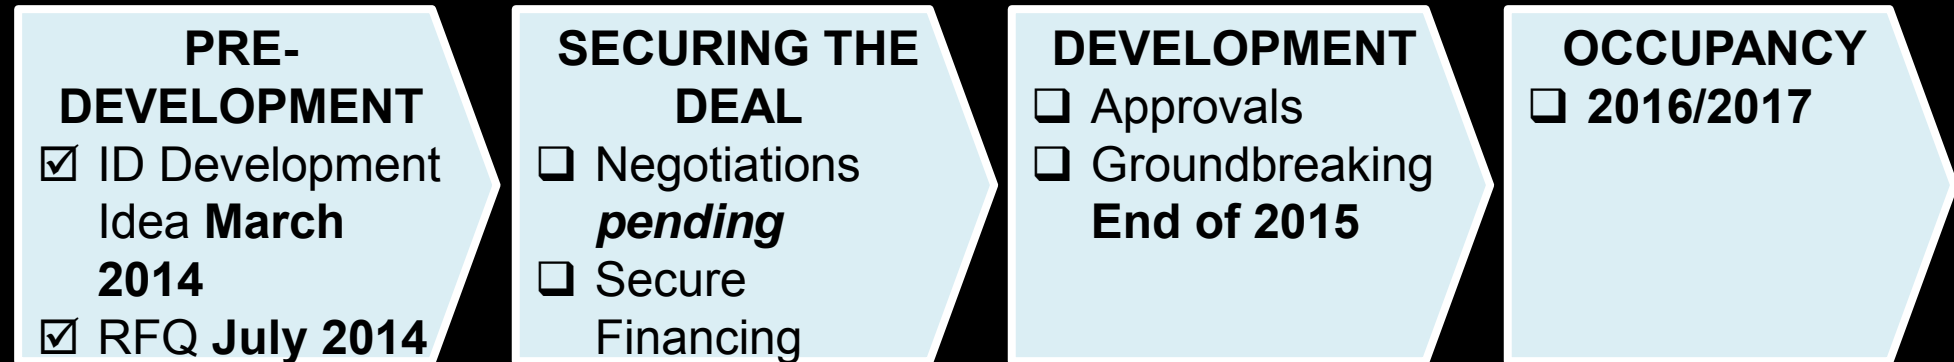 PRE-
DEVELOPMENT
☑ ID Development
Idea March
2014
☑ RFQ July 2014
SECURING THE
DEAL
❑ Negotiations
pending
❑ Secure
Financing
DEVELOPMENT
❑ Approvals
❑ Groundbreaking
End of 2015
OCCUPANCY
❑ 2016/2017